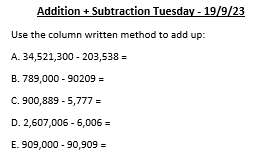 Addition + Subtraction Tuesday - 19/9/23
Use the column written method to add up:
A. 34,521,300 - 203,538 =
B. 789,000 - 90209 =
C. 900,889 - 5,777 =
D. 2,607,006 - 6,006 =
E. 909,000 - 90,909 =